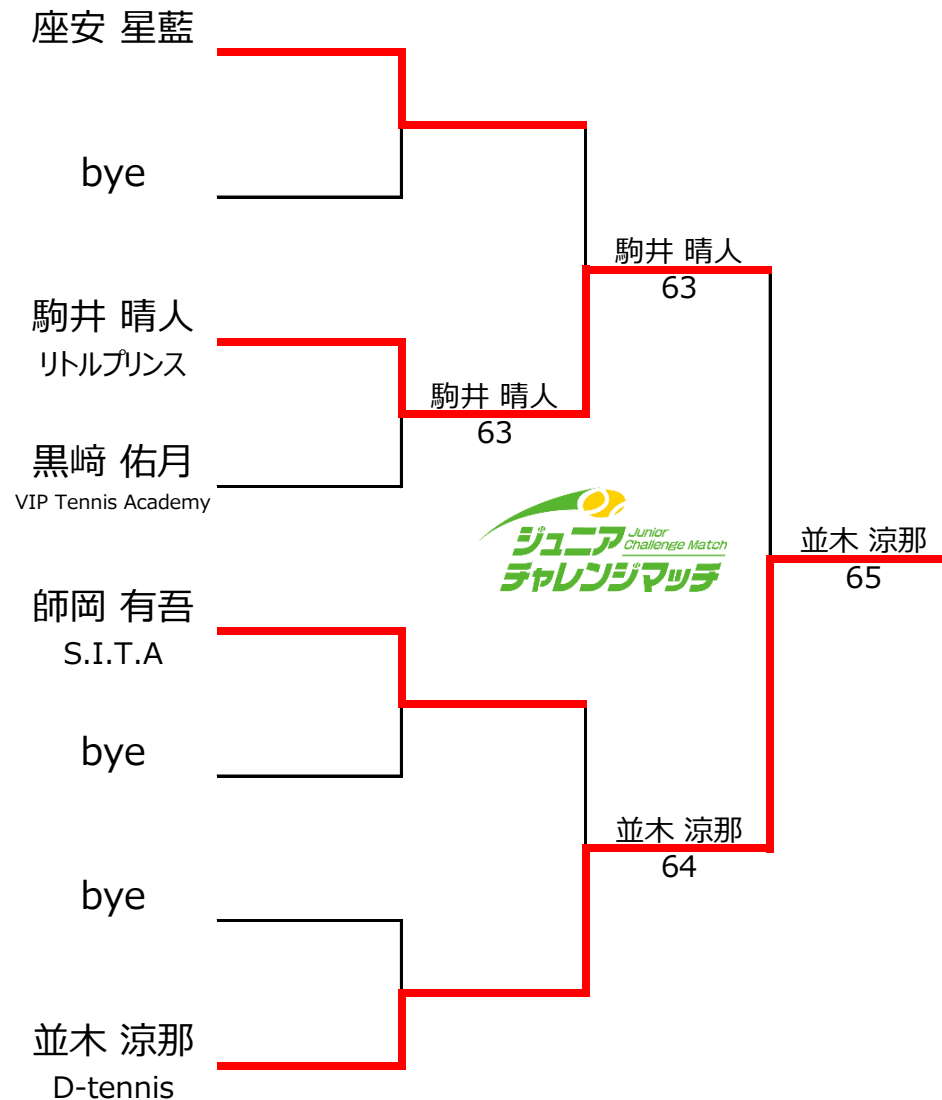 座安 星藍
bye
駒井 晴人
リトルプリンス
黒﨑 佑月
VIP Tennis Academy
師岡 有吾
S.I.T.A
bye
bye
並木 涼那
D-tennis
駒井 晴人
63
駒井 晴人
63
並木 涼那
64
並木 涼那
65
ジュニア
Junior
Challenge Match
チャレンジマッチ